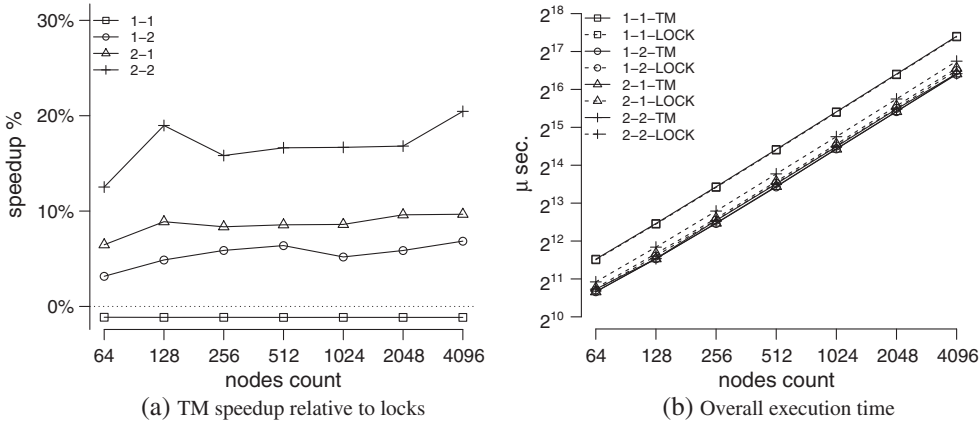 30%
20%
10%
0%
speedup %
1−1
1−2
2−1
2−2
64 128 256 512 1024 2048 4096
nodes count
(a) TM speedup relative to locks
2^18
2^17
2^16
2^15
2^14
2^13
2^12
2^11
2^10
μ sec.
1−1−TM
1−1−LOCK
1−2−TM
1−2−LOCK
2−1−TM
2−1−LOCK
2−2−TM
2−2−LOCK
64 128 256 512 1024 2048 4096
nodes count
(b) Overall execution time